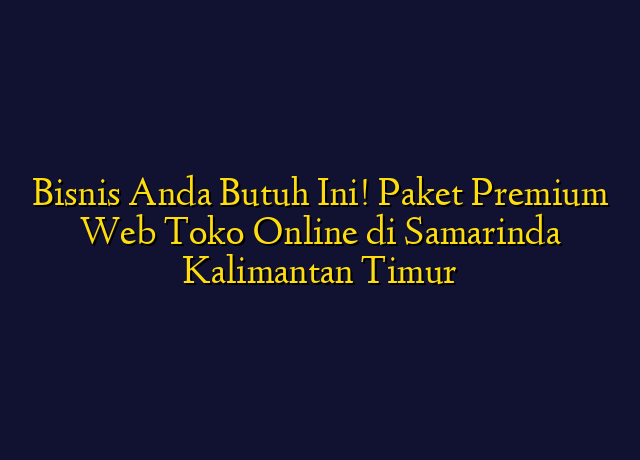 Bisnis Anda Butuh Ini! Paket Premium
Web Toko Online di Samarinda
Kalimantan Timur